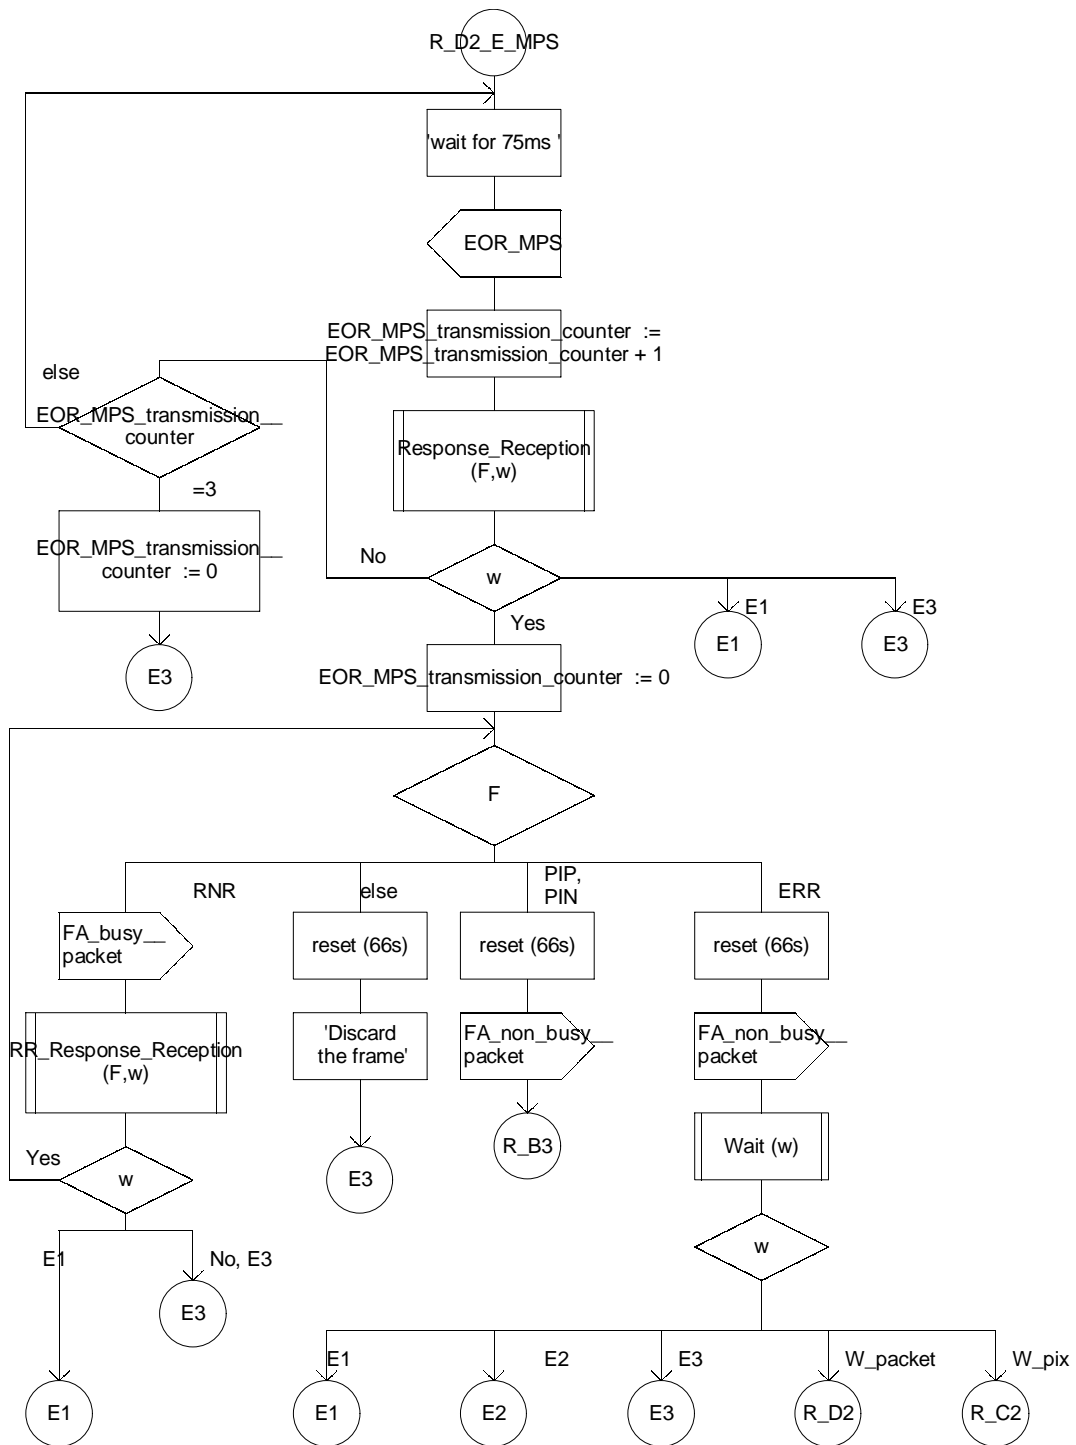 R_D2_E_MPS
'wait for 75ms '
EOR_MPS
EOR_MPS_transmission_counter :=
EOR_MPS_transmission_counter + 1
else
EOR_MPS_transmission__
counter
Response_Reception
(F,w)
=3
EOR_MPS_transmission__
counter := 0
No
w
E1
E3
Yes
E1
E3
E3
EOR_MPS_transmission_counter := 0
F
RNR
else
PIP,
PIN
ERR
FA_busy__
packet
reset (66s)
reset (66s)
reset (66s)
RR_Response_Reception
(F,w)
'Discard
the frame'
FA_non_busy__
packet
FA_non_busy__
packet
Yes
w
E3
R_B3
Wait (w)
E1
No, E3
w
E3
E1
E2
E3
W_packet
W_pix
E1
E1
E2
E3
R_D2
R_C2